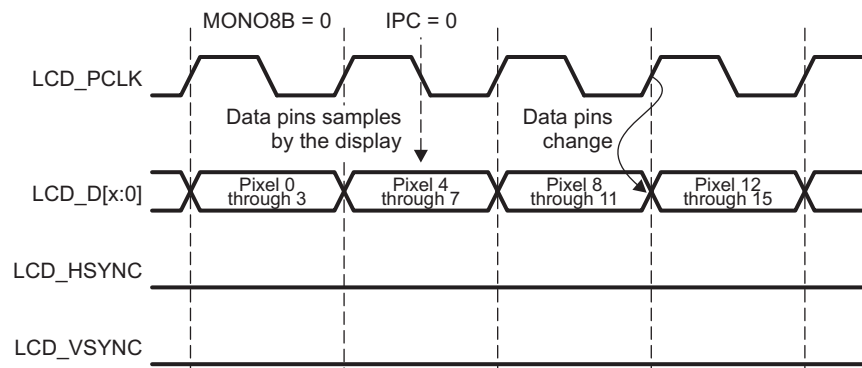 MONO8B = 0
IPC = 0
LCD_PCLK
Data pins samples
by the display
Data pins
change
LCD_D[x:0]
Pixel 0
through 3
Pixel 4
through 7
Pixel 8
through 11
Pixel 12
through 15
LCD_HSYNC
LCD_VSYNC